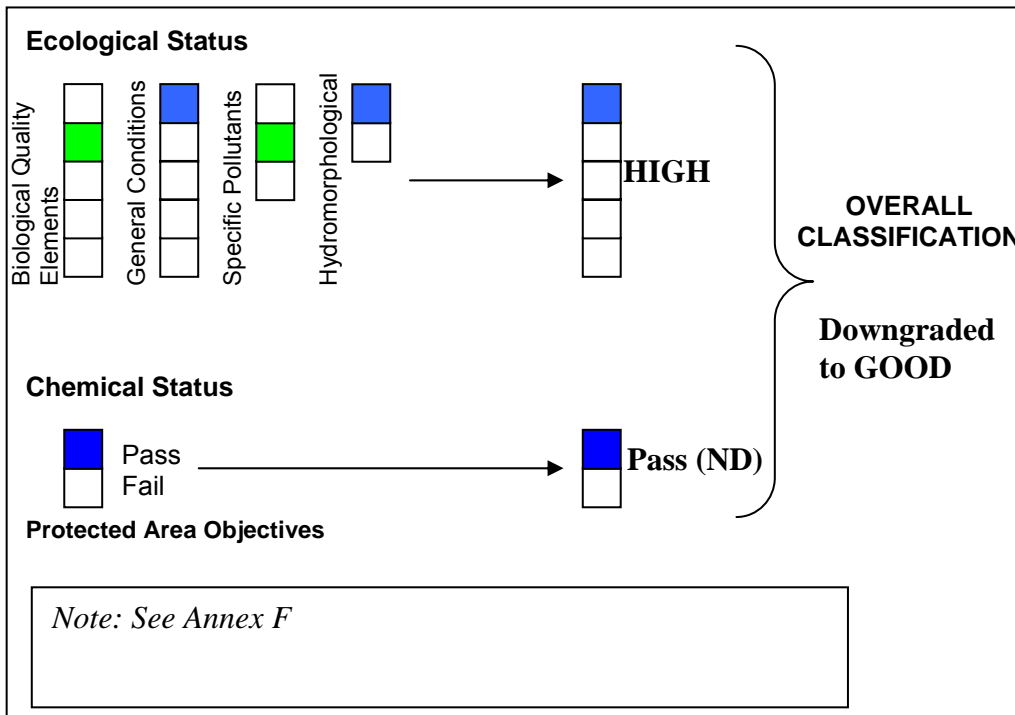 Ecological Status
Biological Quality
Elements
General Conditions
Specific Pollutants
Hydromorphological
HIGH
OVERALL
CLASSIFICATION
Downgraded
to GOOD
Chemical Status
Pass
Fail
Pass (ND)
Protected Area Objectives
Note: See Annex F